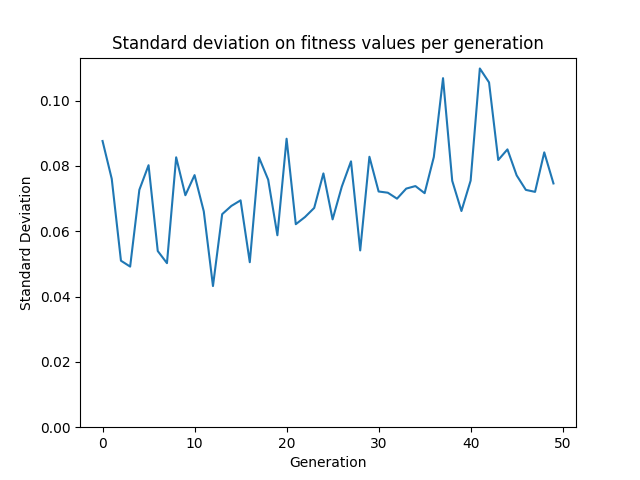 Standard deviation on fitness values per generation
0.10
0.08
0.06
0.04
0.02
0.00
Standard Deviation
0 10 20 30 40 50
Generation